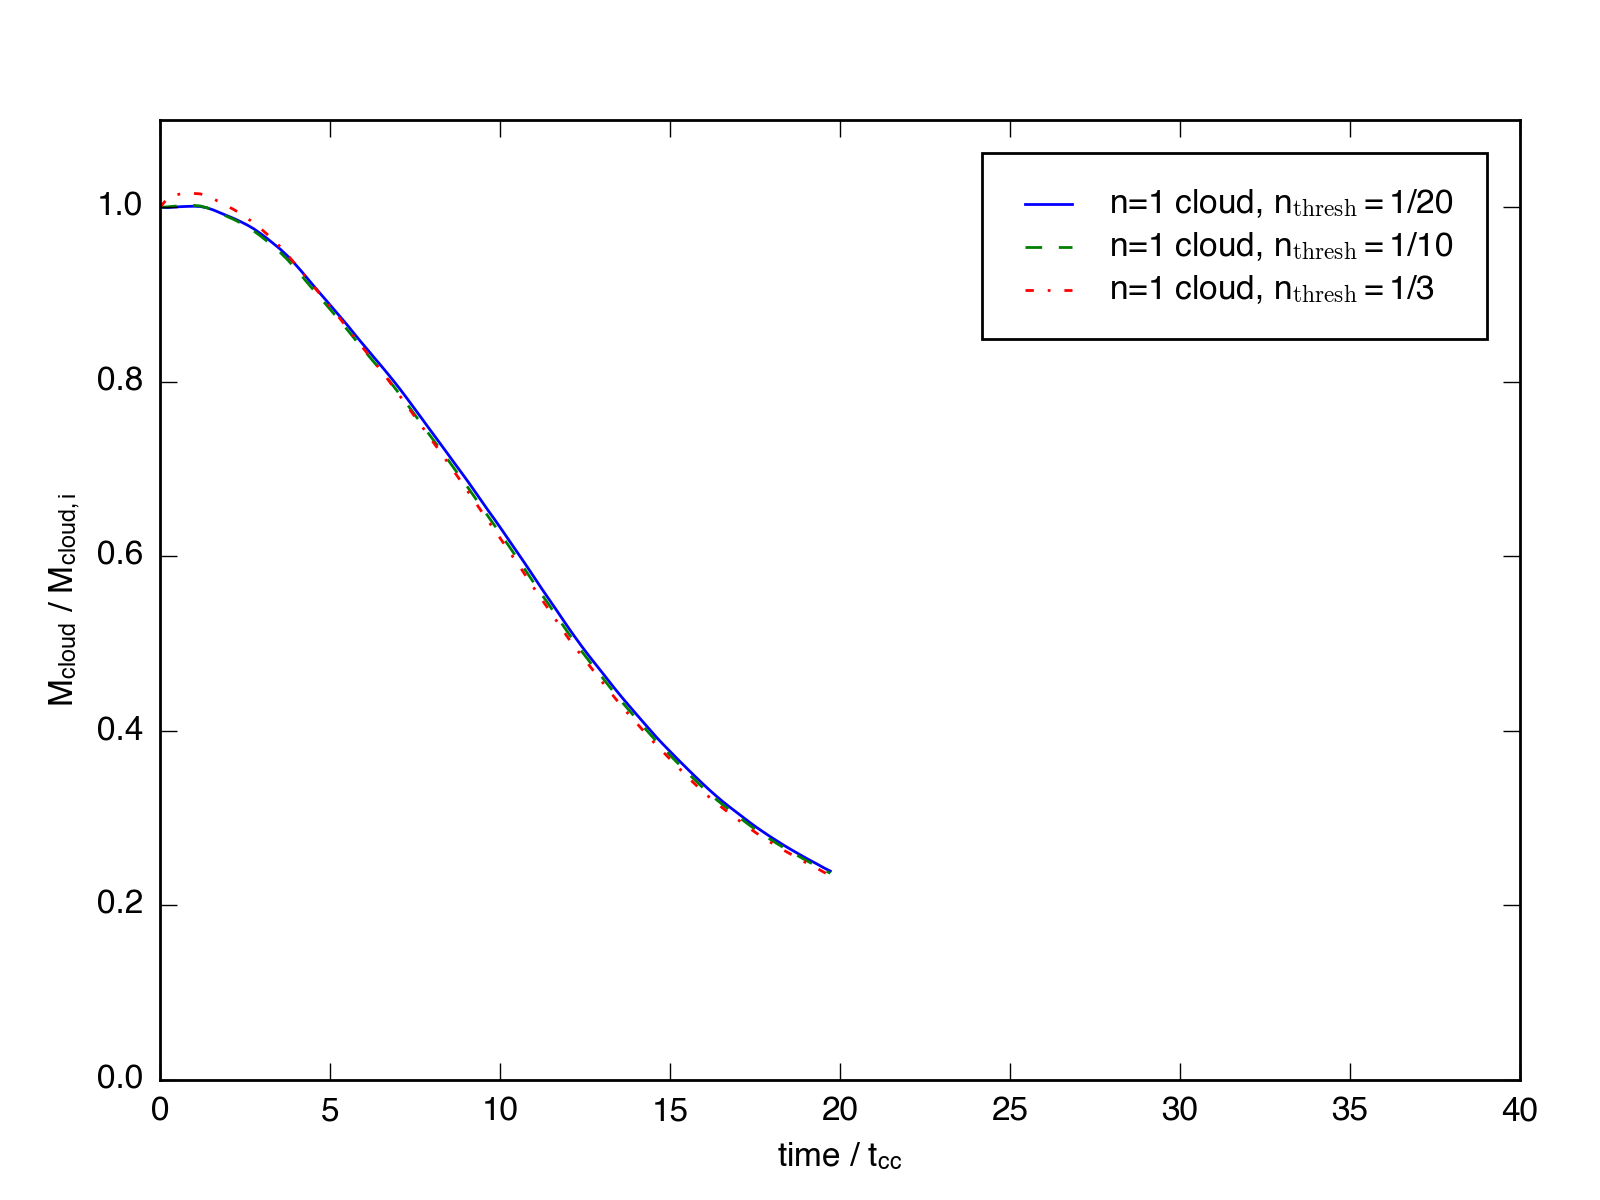 n=1 cloud, n_thresh = 1/20
n=1 cloud, n_thresh = 1/10
n=1 cloud, n_thresh = 1/3
1.0
0.8
0.6
0.4
0.2
0.0
M_cloud / M_cloud, i
0 5 10 15 20 25 30 35 40
time / t_cc